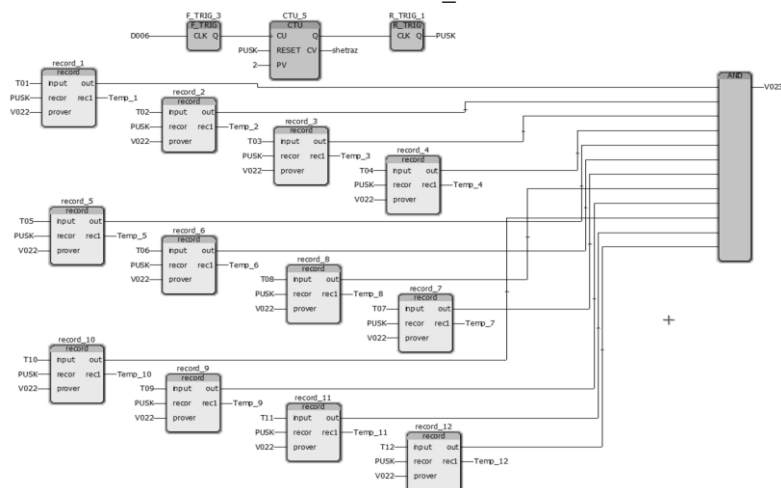 F_TRIG_3 CTU_5 R_TRIG_1
F_TRIG CTU R_TRIG
D006 CLK Q CU Q CLK Q PUSK
PUSK RESET CV shetraz
2 PV
record_1
record
T01 input out
PUSK recor rec1 Temp_1
V022 prover
record_2
record
T02 input out
PUSK recor rec1 Temp_2
V022 prover
record_3
record
T03 input out
PUSK recor rec1 Temp_3
V022 prover
record_4
record
T04 input out
PUSK recor rec1 Temp_4
V022 prover
AND
V023
record_5
record
T05 input out
PUSK recor rec1 Temp_5
V022 prover
record_6
record
T06 input out
PUSK recor rec1 Temp_6
V022 prover
record_8
record
T08 input out
PUSK recor rec1 Temp_8
V022 prover
record_7
record
T07 input out
PUSK recor rec1 Temp_7
V022 prover
record_10
record
T10 input out
PUSK recor rec1 Temp_10
V022 prover
record_9
record
T09 input out
PUSK recor rec1 Temp_9
V022 prover
record_11
record
T11 input out
PUSK recor rec1 Temp_11
V022 prover
record_12
record
T12 input out
PUSK recor rec1 Temp_12
V022 prover